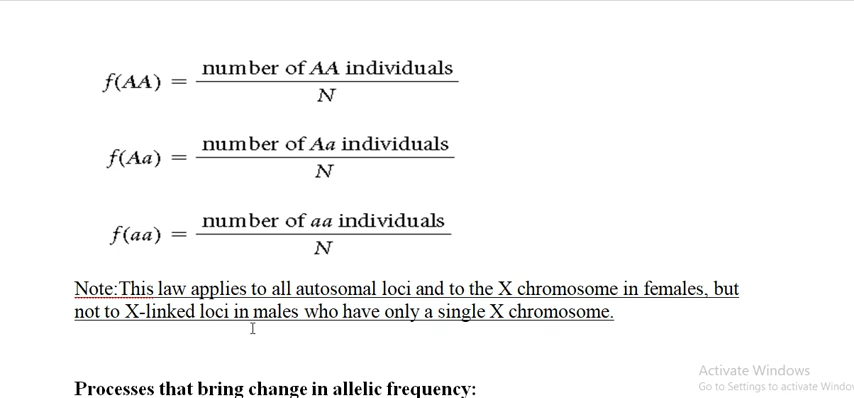 f(AA) = number of AA individuals / N
f(Aa) = number of Aa individuals / N
f(aa) = number of aa individuals / N
Note:This law applies to all autosomal loci and to the X chromosome in females, but
not to X-linked loci in males who have only a single X chromosome.
Activate Windows
Go to Settings to activate Windo
Processes that bring change in allelic frequency: